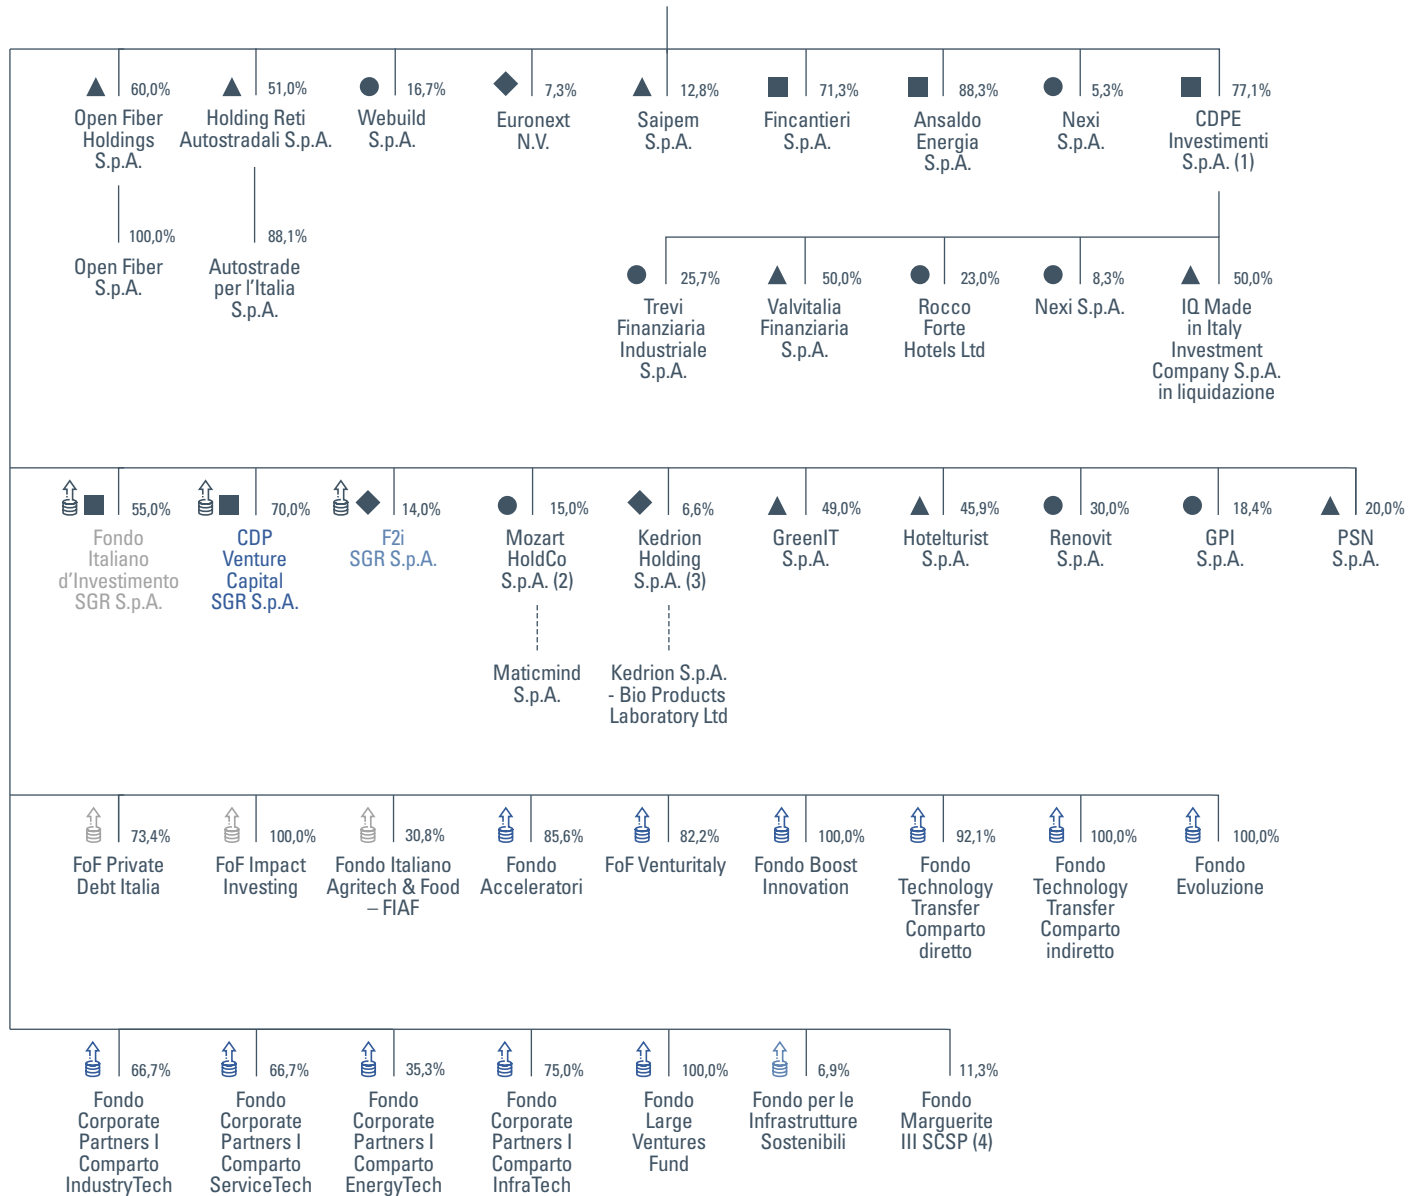 60,0%
Open Fiber
Holdings
S.p.A.
51,0%
Holding Reti
Autostradali S.p.A.
16,7%
Webuild
S.p.A.
7,3%
Euronext
N.V.
12,8%
Saipem
S.p.A.
71,3%
Fincantieri
S.p.A.
88,3%
Ansaldo
Energia
S.p.A.
5,3%
Nexi
S.p.A.
77,1%
CDPE
Investimenti
S.p.A. (1)
100,0%
Open Fiber
S.p.A.
88,1%
Autostrade
per l'Italia
S.p.A.
25,7%
Trevi
Finanziaria
Industriale
S.p.A.
50,0%
Valvitalia
Finanziaria
S.p.A.
23,0%
Rocco
Forte
Hotels Ltd
8,3%
Nexi S.p.A.
50,0%
IQ Made
in Italy
Investment
Company S.p.A.
in liquidazione
55,0%
Fondo
Italiano
d'Investimento
SGR S.p.A.
70,0%
CDP
Venture
Capital
SGR S.p.A.
14,0%
F2i
SGR S.p.A.
15,0%
Mozart
HoldCo
S.p.A. (2)
6,6%
Kedrion
Holding
S.p.A. (3)
49,0%
GreenIT
S.p.A.
45,9%
Hotelturist
S.p.A.
30,0%
Renovit
S.p.A.
18,4%
GPI
S.p.A.
20,0%
PSN
S.p.A.
Maticmind
S.p.A.
Kedrion S.p.A.
- Bio Products
Laboratory Ltd
73,4%
FoF Private
Debt Italia
100,0%
FoF Impact
Investing
30,8%
Fondo Italiano
Agritech & Food
– FIAF
85,6%
Fondo
Acceleratori
82,2%
FoF Venturitaly
100,0%
Fondo Boost
Innovation
92,1%
Fondo
Technology
Transfer
Comparto
diretto
100,0%
Fondo
Technology
Transfer
Comparto
indiretto
100,0%
Fondo
Evoluzione
66,7%
Fondo
Corporate
Partners I
Comparto
IndustryTech
66,7%
Fondo
Corporate
Partners I
Comparto
ServiceTech
35,3%
Fondo
Corporate
Partners I
Comparto
EnergyTech
75,0%
Fondo
Corporate
Partners I
Comparto
InfraTech
100,0%
Fondo
Large
Ventures
Fund
6,9%
Fondo per le
Infrastrutture
Sostenibili
11,3%
Fondo
Marguerite
III SCSP (4)